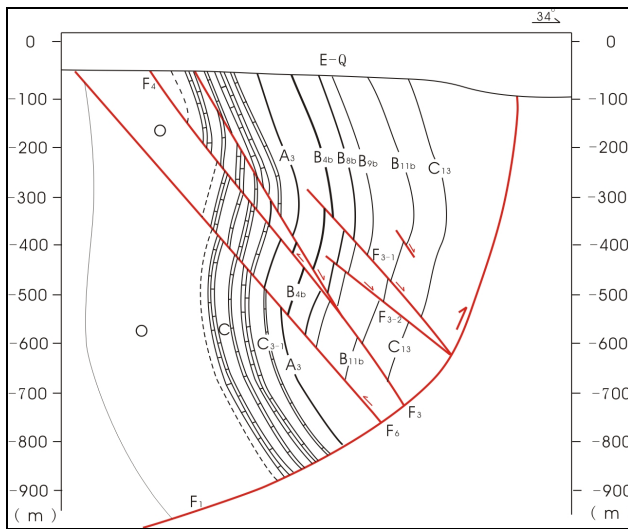 34°
0
0
E-Q
F4
-100
-100
O
-200
-200
A3
B4b
B8b
B9b
B11b
C13
-300
-300
-400
-400
F3-1
B4b
-500
-500
F3-2
O
C
C3-1
B11b
C13
-600
-600
A3
-700
-700
F3
F6
-800
-800
-900
-900
F1
( m )
( m